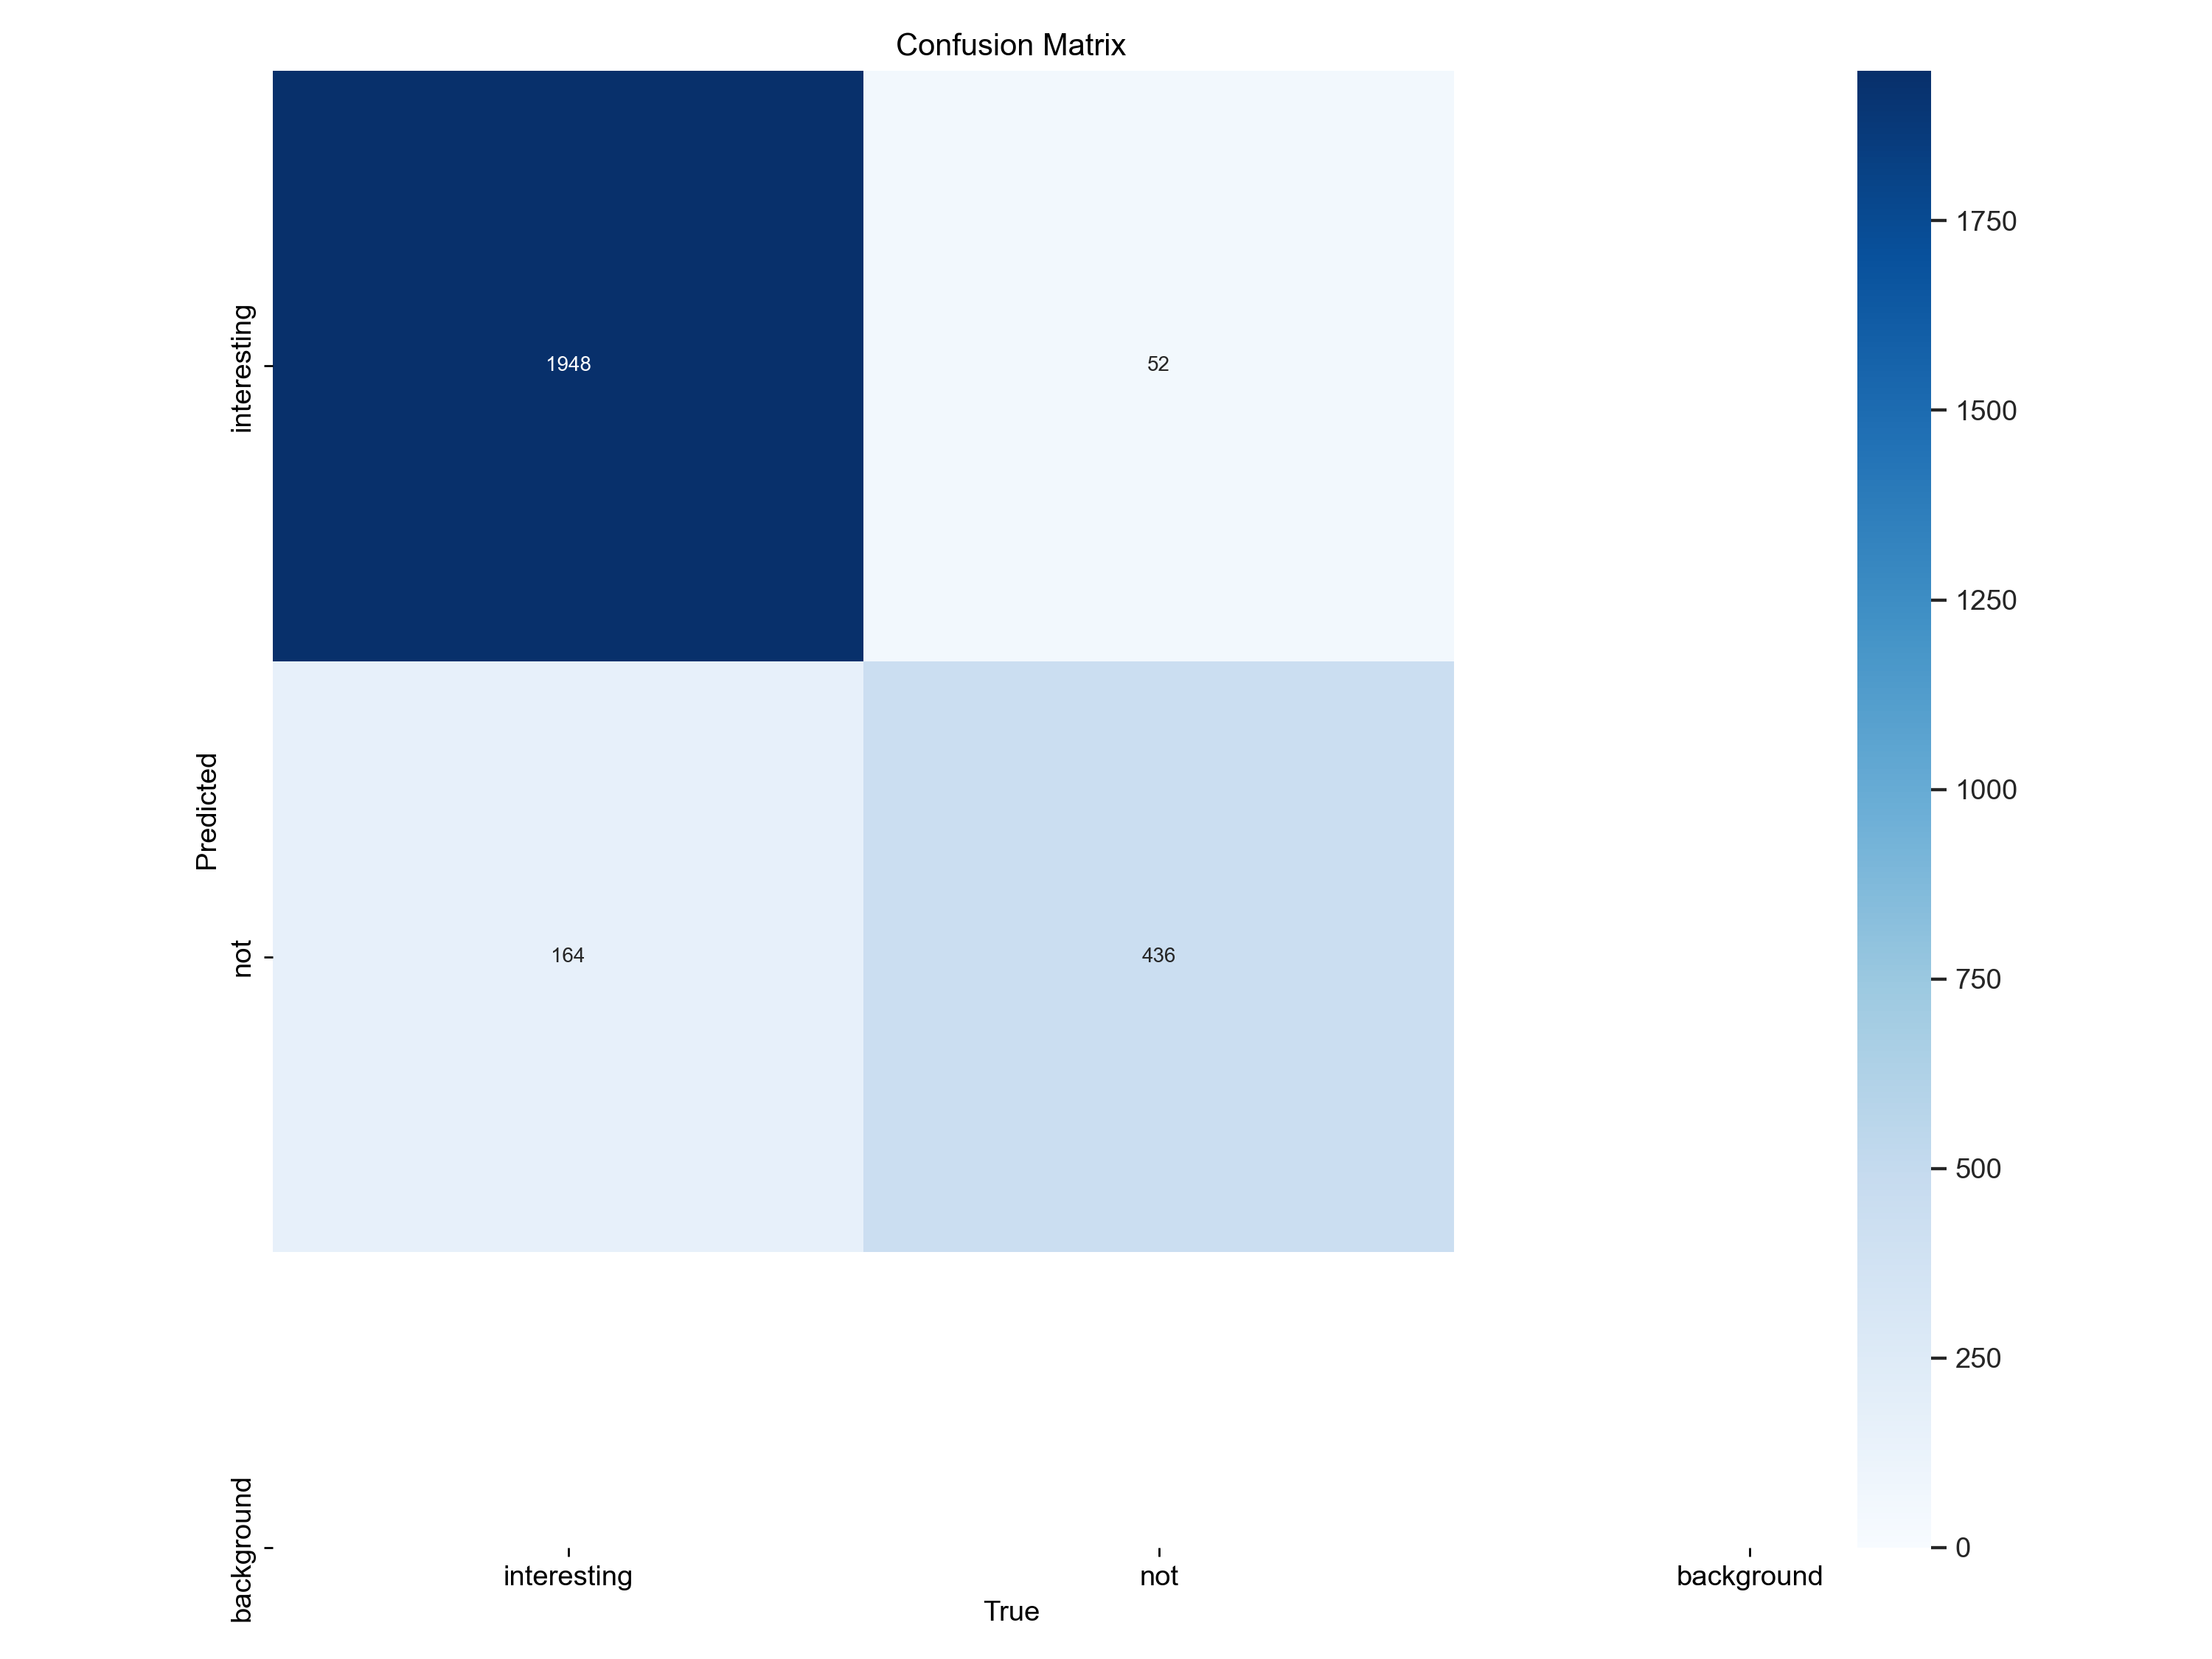 Confusion Matrix
interesting
1948
52
Predicted
not
164
436
background
interesting
not
background
True
1750
1500
1250
1000
750
500
250
0